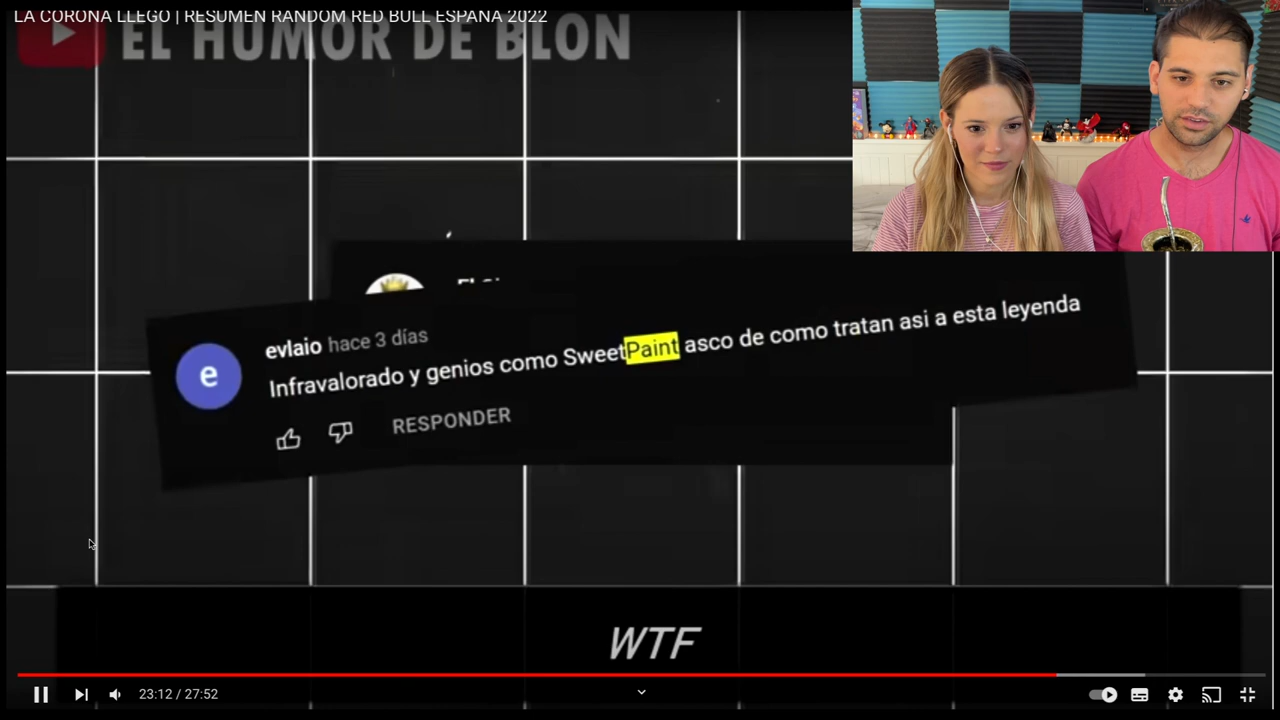 LA CORONA LLEGO | RESUMEN RANDOM RED BULL ESPAÑA 2022
EL HUMOR DE BLON
evlaio hace 3 días
Infravalorado y genios como SweetPaint asco de como tratan asi a esta leyenda
RESPONDER
e
WTF
23:12 / 27:52